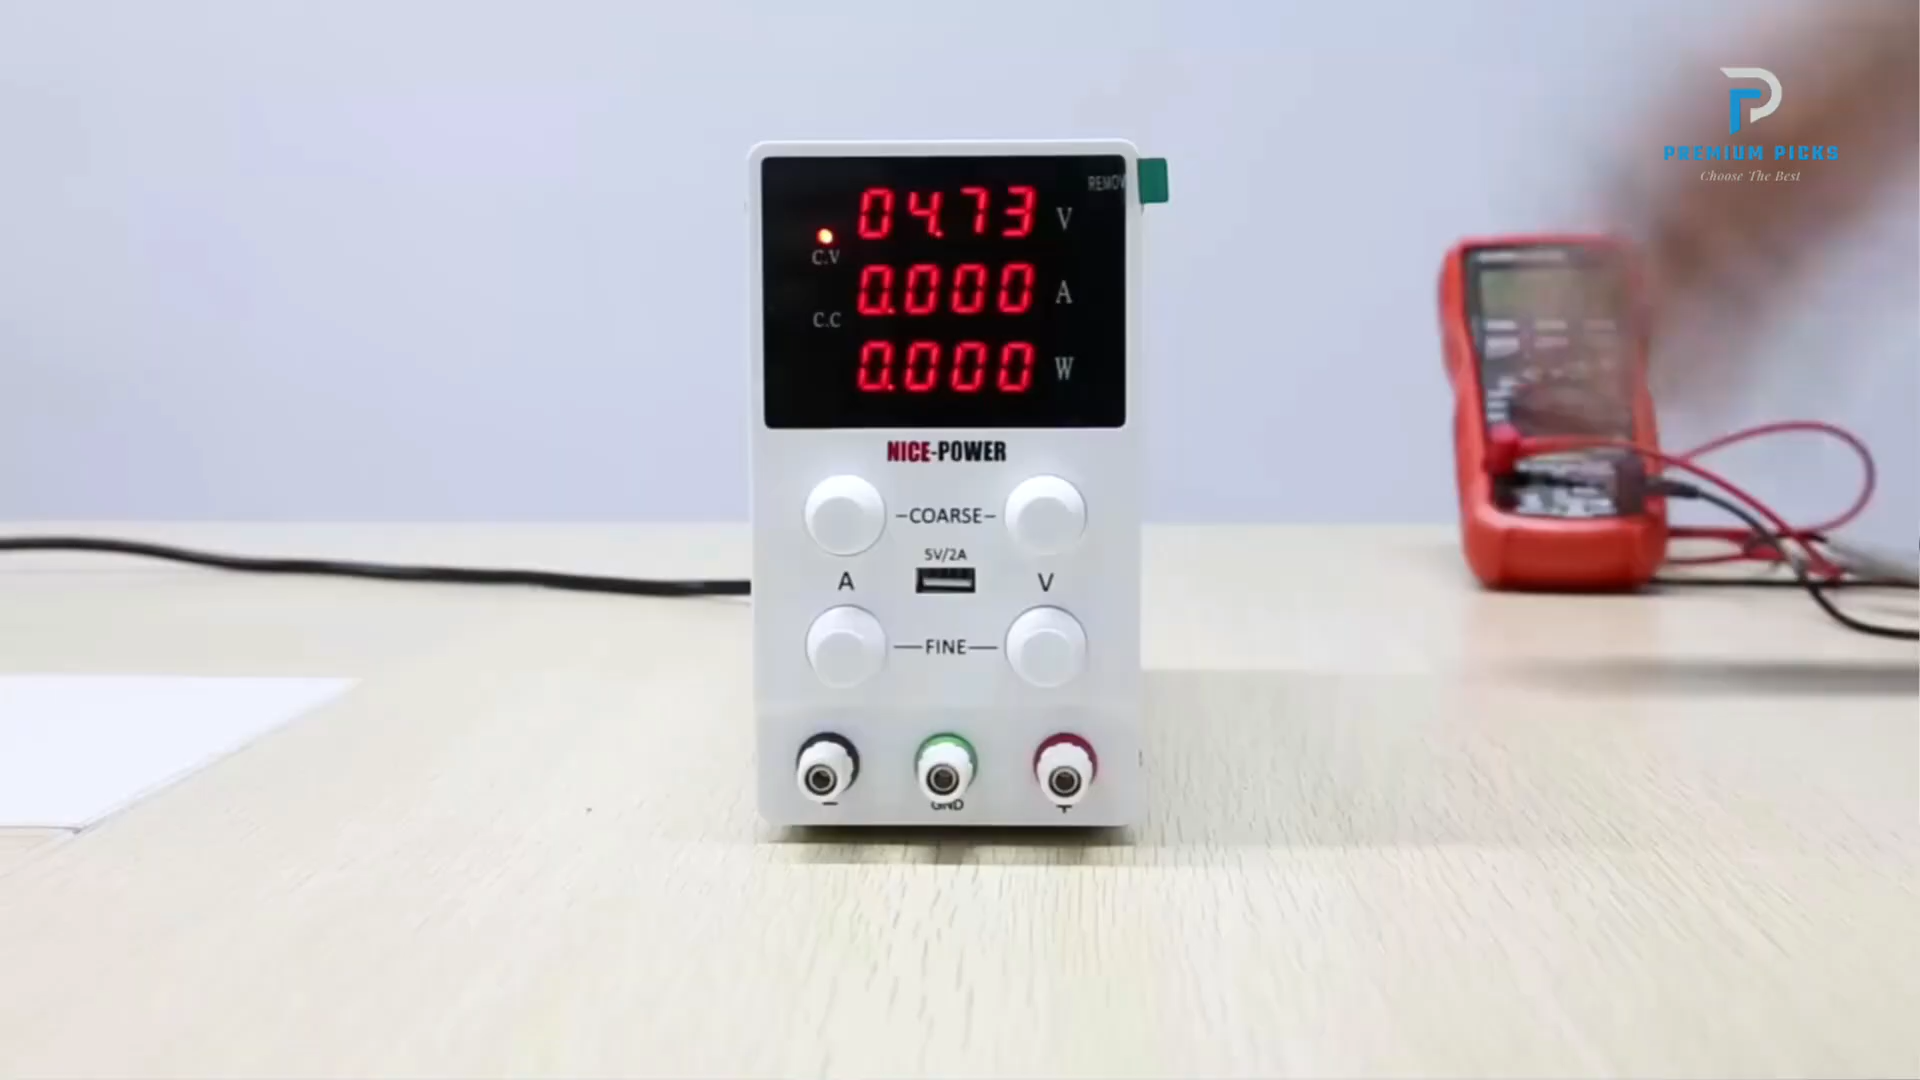 PREMIUM PICKS
Choose The Best
REMOV
04.73 V
C.V
0.000 A
C.C
0.000 W
NICE-POWER
-COARSE-
5V/2A
A V
—FINE—
− GND +